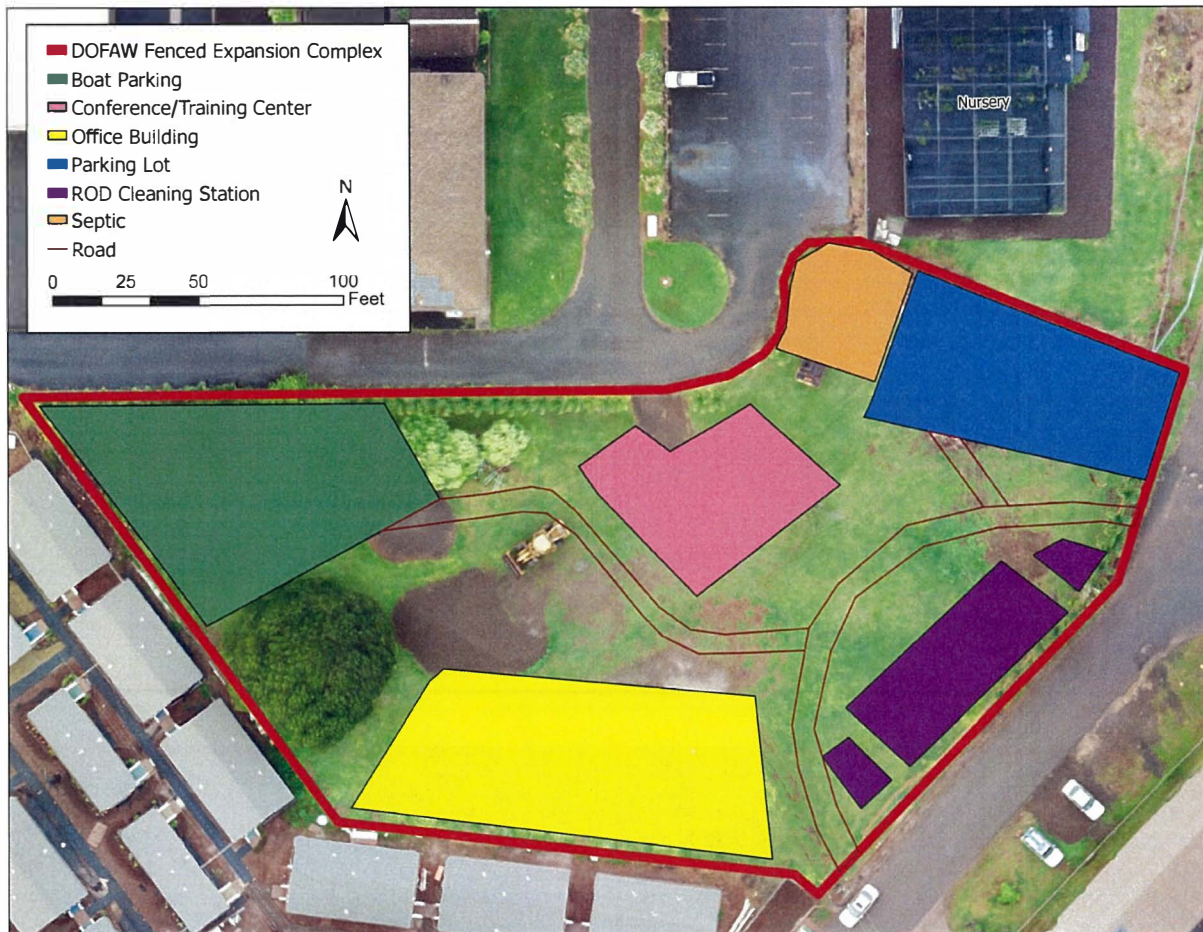 DOFAW Fenced Expansion Complex
Boat Parking
Conference/Training Center
Office Building
Parking Lot
ROD Cleaning Station
Septic
Road
N
0 25 50 100
Feet
Nursery